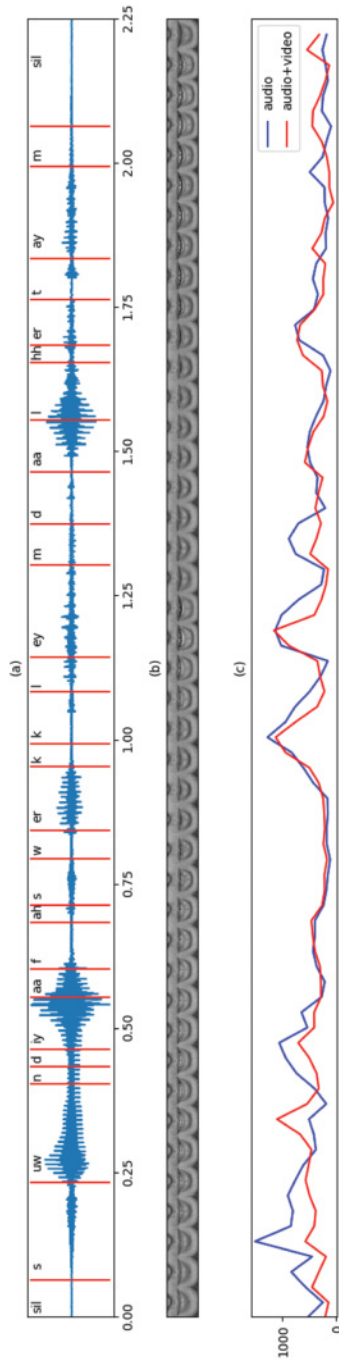 (a)
sil s uw n d iy aa f ah s w er k k l ey m d aa l hh er t ay m sil
0.00 0.25 0.50 0.75 1.00 1.25 1.50 1.75 2.00 2.25
(b)
(c)
audio
audio+video
1000
0